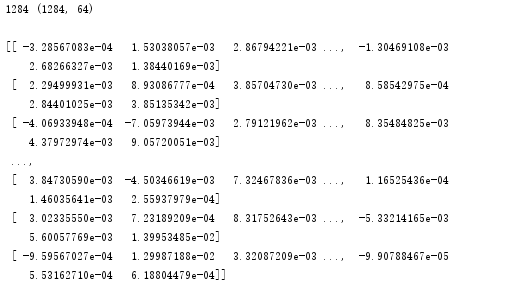 1284 (1284, 64)
[[ -3.28567083e-04 1.53038057e-03 2.86794221e-03 ..., -1.30469108e-03
2.68266327e-03 1.38440169e-03]
[ 2.29499931e-03 8.93086777e-04 3.85704730e-03 ..., 8.58542975e-04
2.84401025e-03 3.85135342e-03]
[ -4.06933948e-04 -7.05973944e-03 2.79121962e-03 ..., 8.35484825e-03
4.37972974e-03 9.05720051e-03]
...,
[ 3.84730590e-03 -4.50346619e-03 7.32467836e-03 ..., 1.16525436e-04
1.46035641e-03 2.55937979e-04]
[ 3.02335550e-03 7.23189209e-04 8.31752643e-03 ..., -5.33214165e-03
5.60057769e-03 1.39953485e-02]
[ -9.59567027e-04 1.29987188e-02 3.32087209e-03 ..., -9.90788467e-05
5.53162710e-04 6.18804479e-04]]